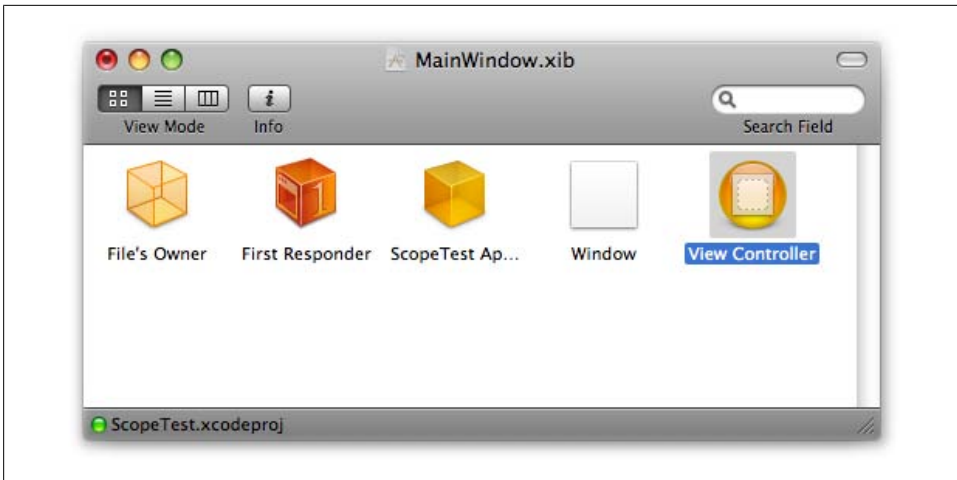 MainWindow.xib
View Mode Info Search Field
File's Owner First Responder ScopeTest Ap... Window View Controller
ScopeTest.xcodeproj